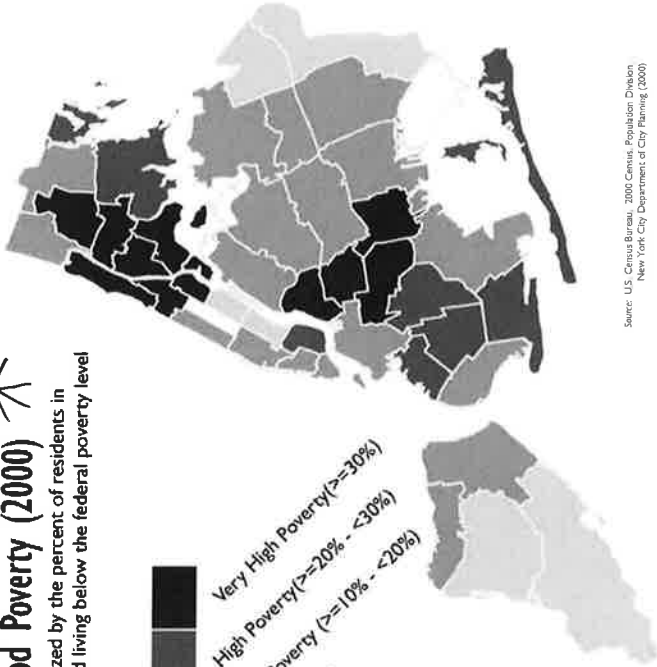 od Poverty (2000)
zed by the percent of residents in
d living below the federal poverty level
Very High Poverty(>=30%)
High Poverty(>=20% - <30%)
overty (>=10% - <20%)
Source: U.S. Census Bureau, 2000 Census, Population Division
New York City Department of City Planning (2000)